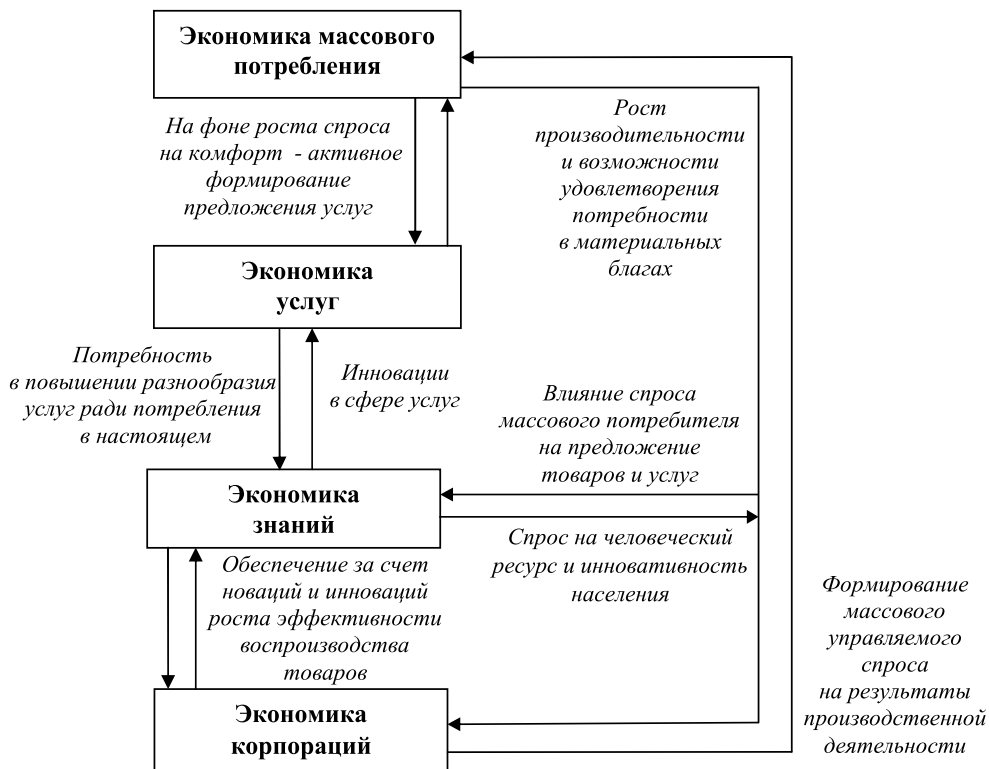 Экономика массового
потребления
На фоне роста спроса
на комфорт - активное
формирование
предложения услуг
Рост
производительности
и возможности
удовлетворения
потребности
в материальных
благах
Экономика
услуг
Потребность
в повышении разнообразия
услуг ради потребления
в настоящем
Инновации
в сфере услуг
Влияние спроса
массового потребителя
на предложение
товаров и услуг
Экономика
знаний
Спрос на человеческий
ресурс и инновативность
населения
Обеспечение за счет
новаций и инноваций
роста эффективности
воспроизводства
товаров
Формирование
массового
управляемого
спроса
на результаты
производственной
деятельности
Экономика
корпораций